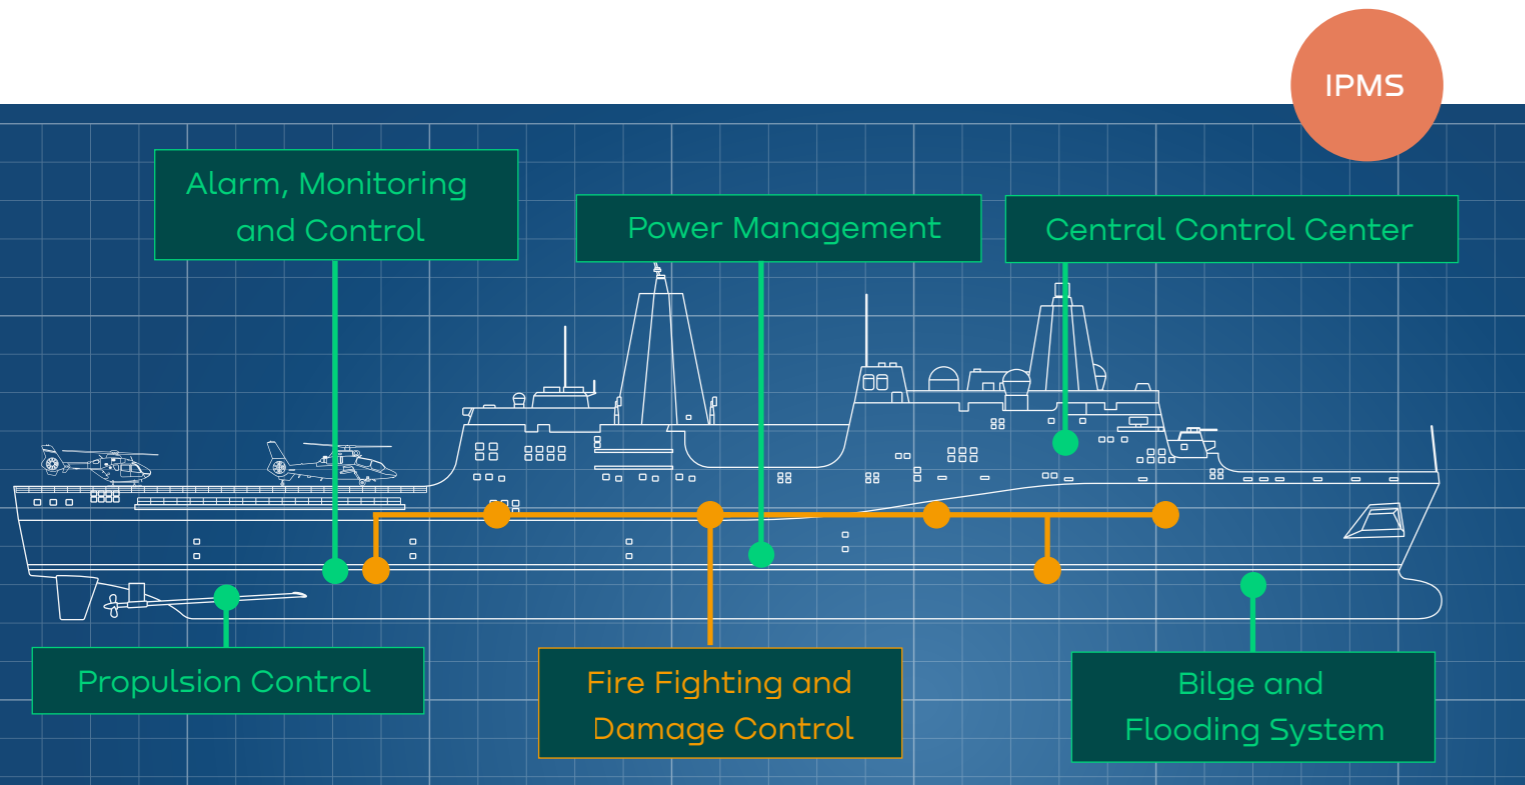 IPMS
Alarm, Monitoring
and Control
Power Management
Central Control Center
Propulsion Control
Fire Fighting and
Damage Control
Bilge and
Flooding System